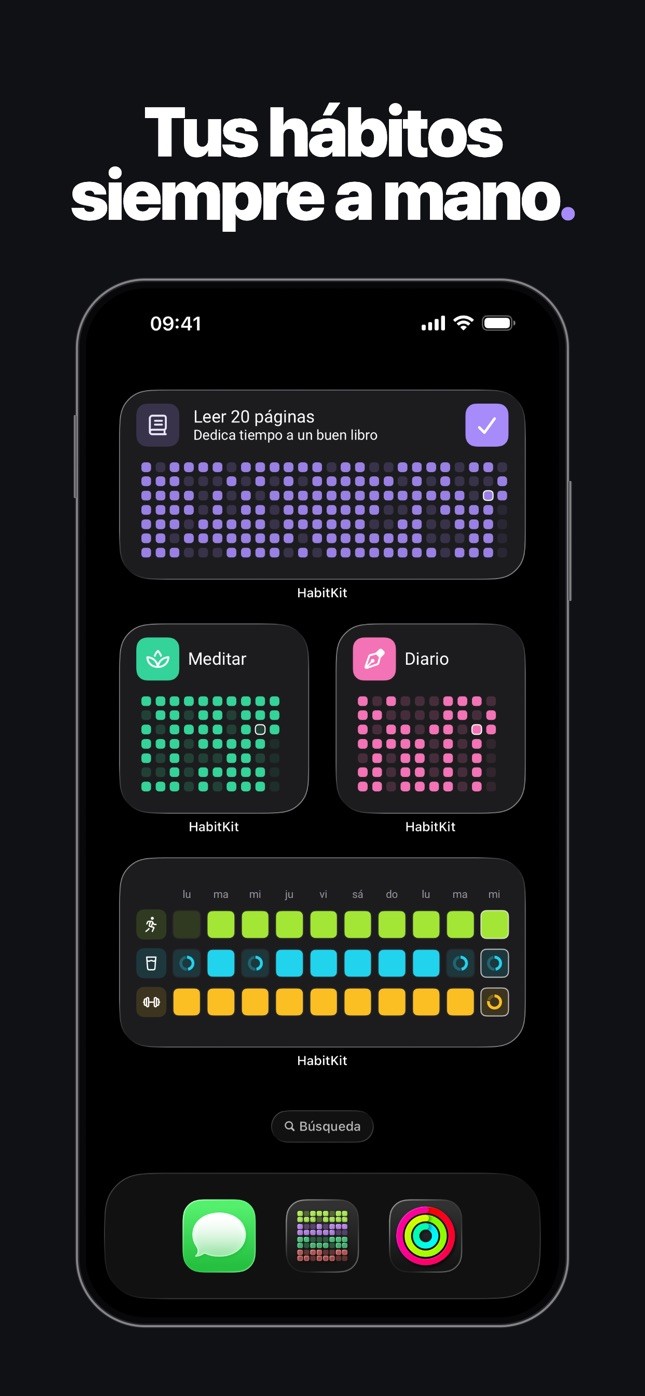 Tus hábitos
siempre a mano.
09:41
Leer 20 páginas
Dedica tiempo a un buen libro
HabitKit
Meditar
Diario
HabitKit
HabitKit
lu ma mi ju vi sá do lu ma mi
HabitKit
Búsqueda